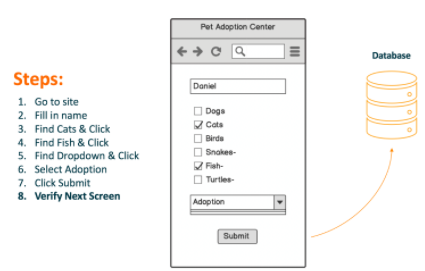 Pet Adoption Center
Database
Daniel
Steps:
1. Go to site
2. Fill in name
3. Find Cats & Click
4. Find Fish & Click
5. Find Dropdown & Click
6. Select Adoption
7. Click Submit
8. Verify Next Screen
Dogs
Cats
Birds
Snakes-
Fish-
Turtles-
Adoption
Submit